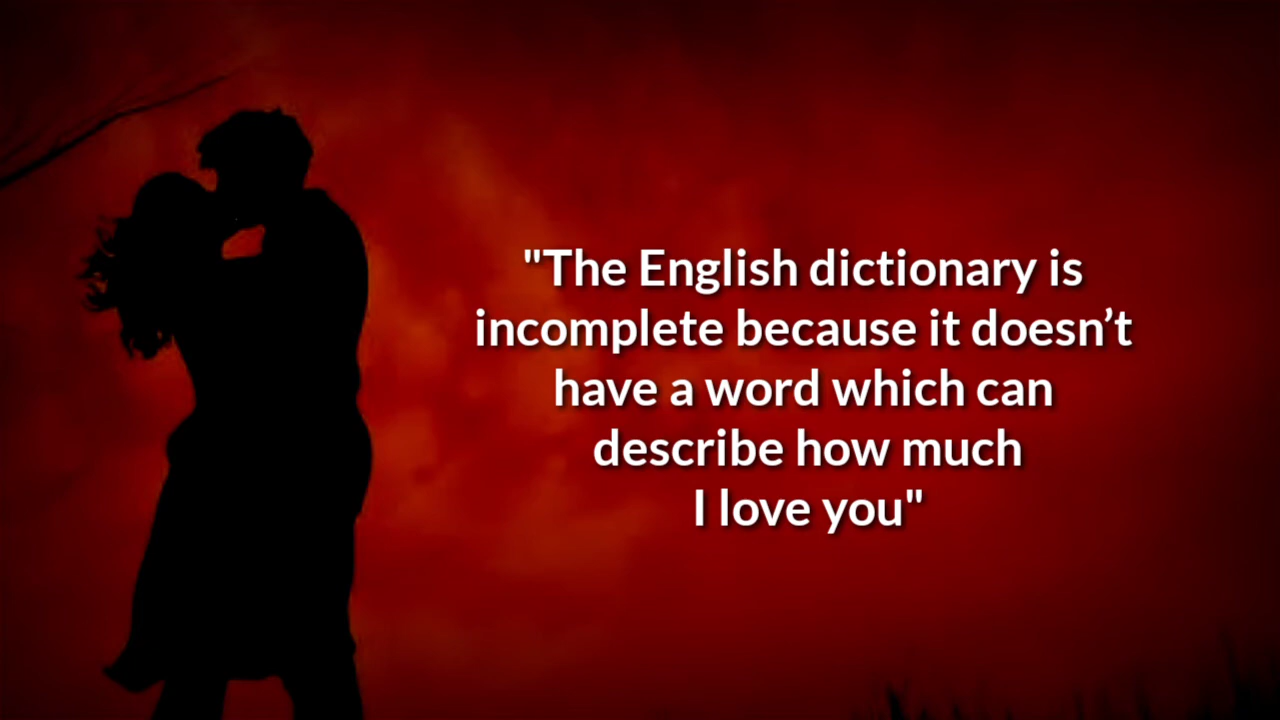 "The English dictionary is
incomplete because it doesn’t
have a word which can
describe how much
I love you"